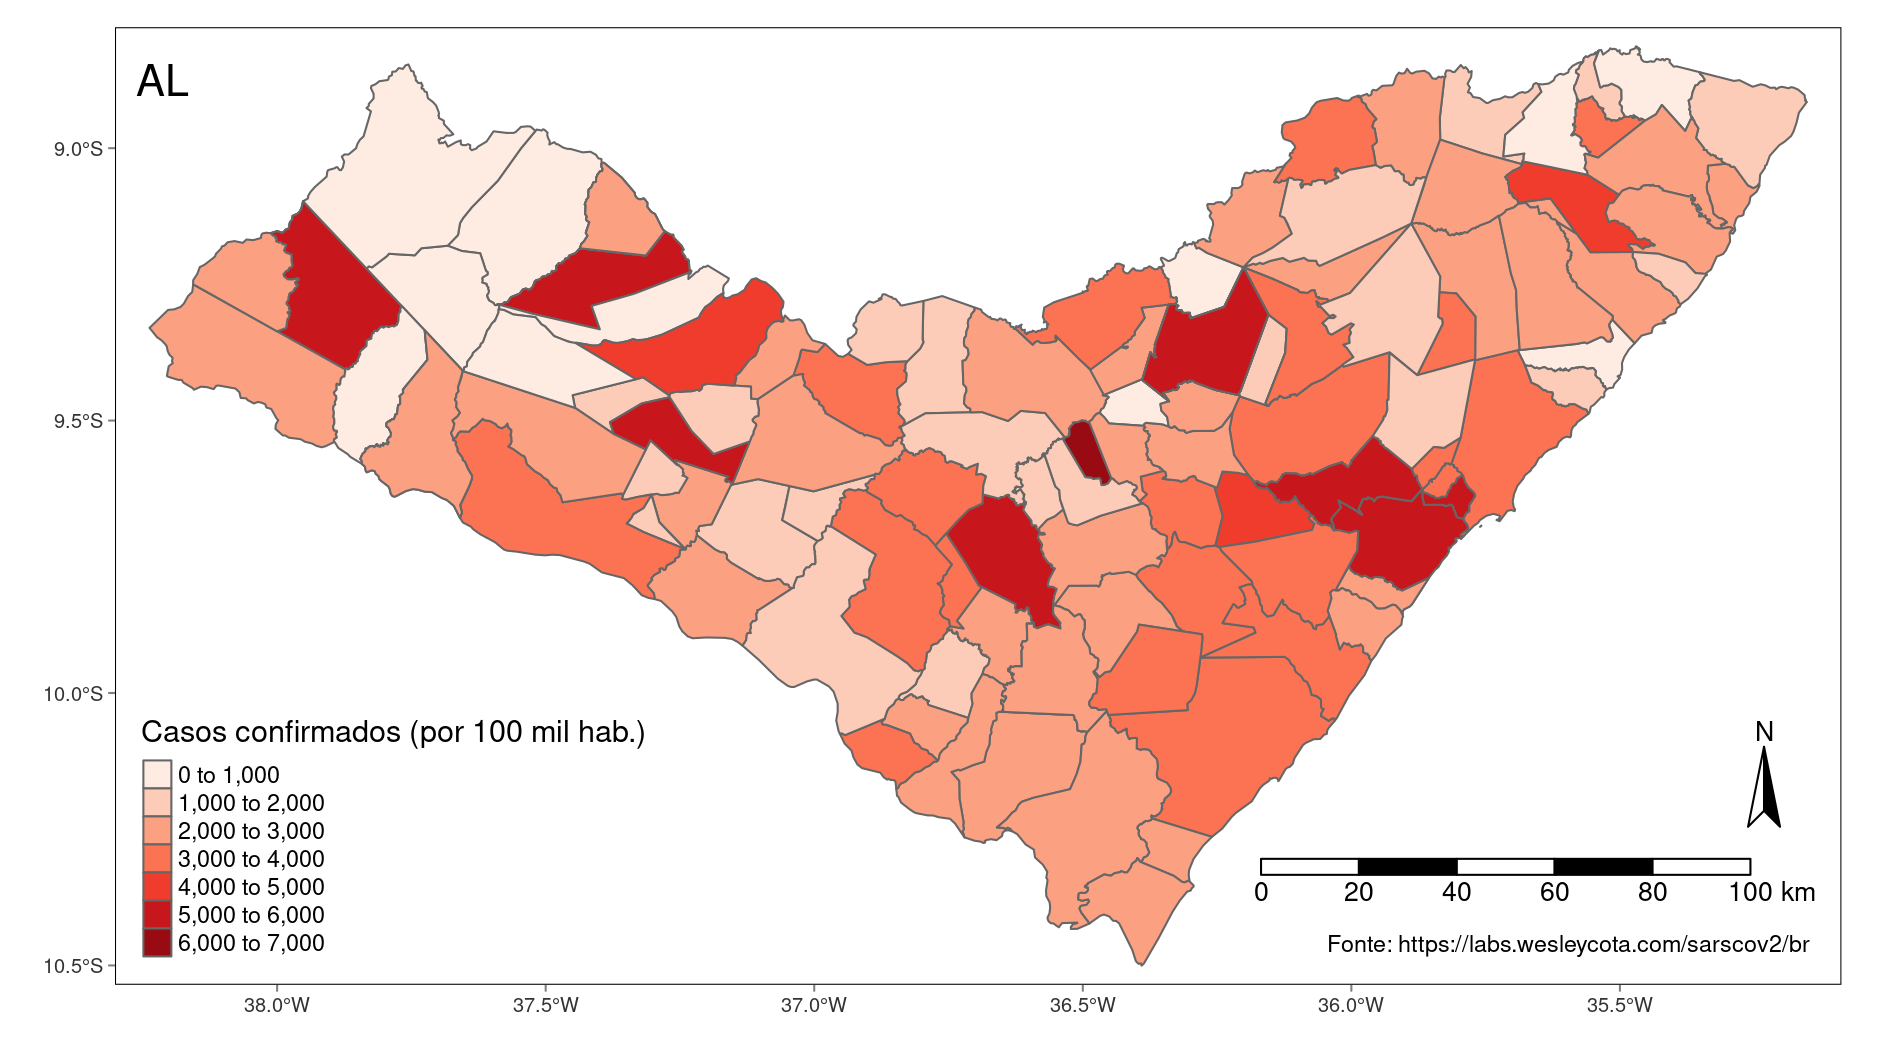 AL
9.0°S
9.5°S
10.0°S
10.5°S
Casos confirmados (por 100 mil hab.)
0 to 1,000
1,000 to 2,000
2,000 to 3,000
3,000 to 4,000
4,000 to 5,000
5,000 to 6,000
6,000 to 7,000
N
0 20 40 60 80 100 km
Fonte: https://labs.wesleycota.com/sarscov2/br
38.0°W 37.5°W 37.0°W 36.5°W 36.0°W 35.5°W